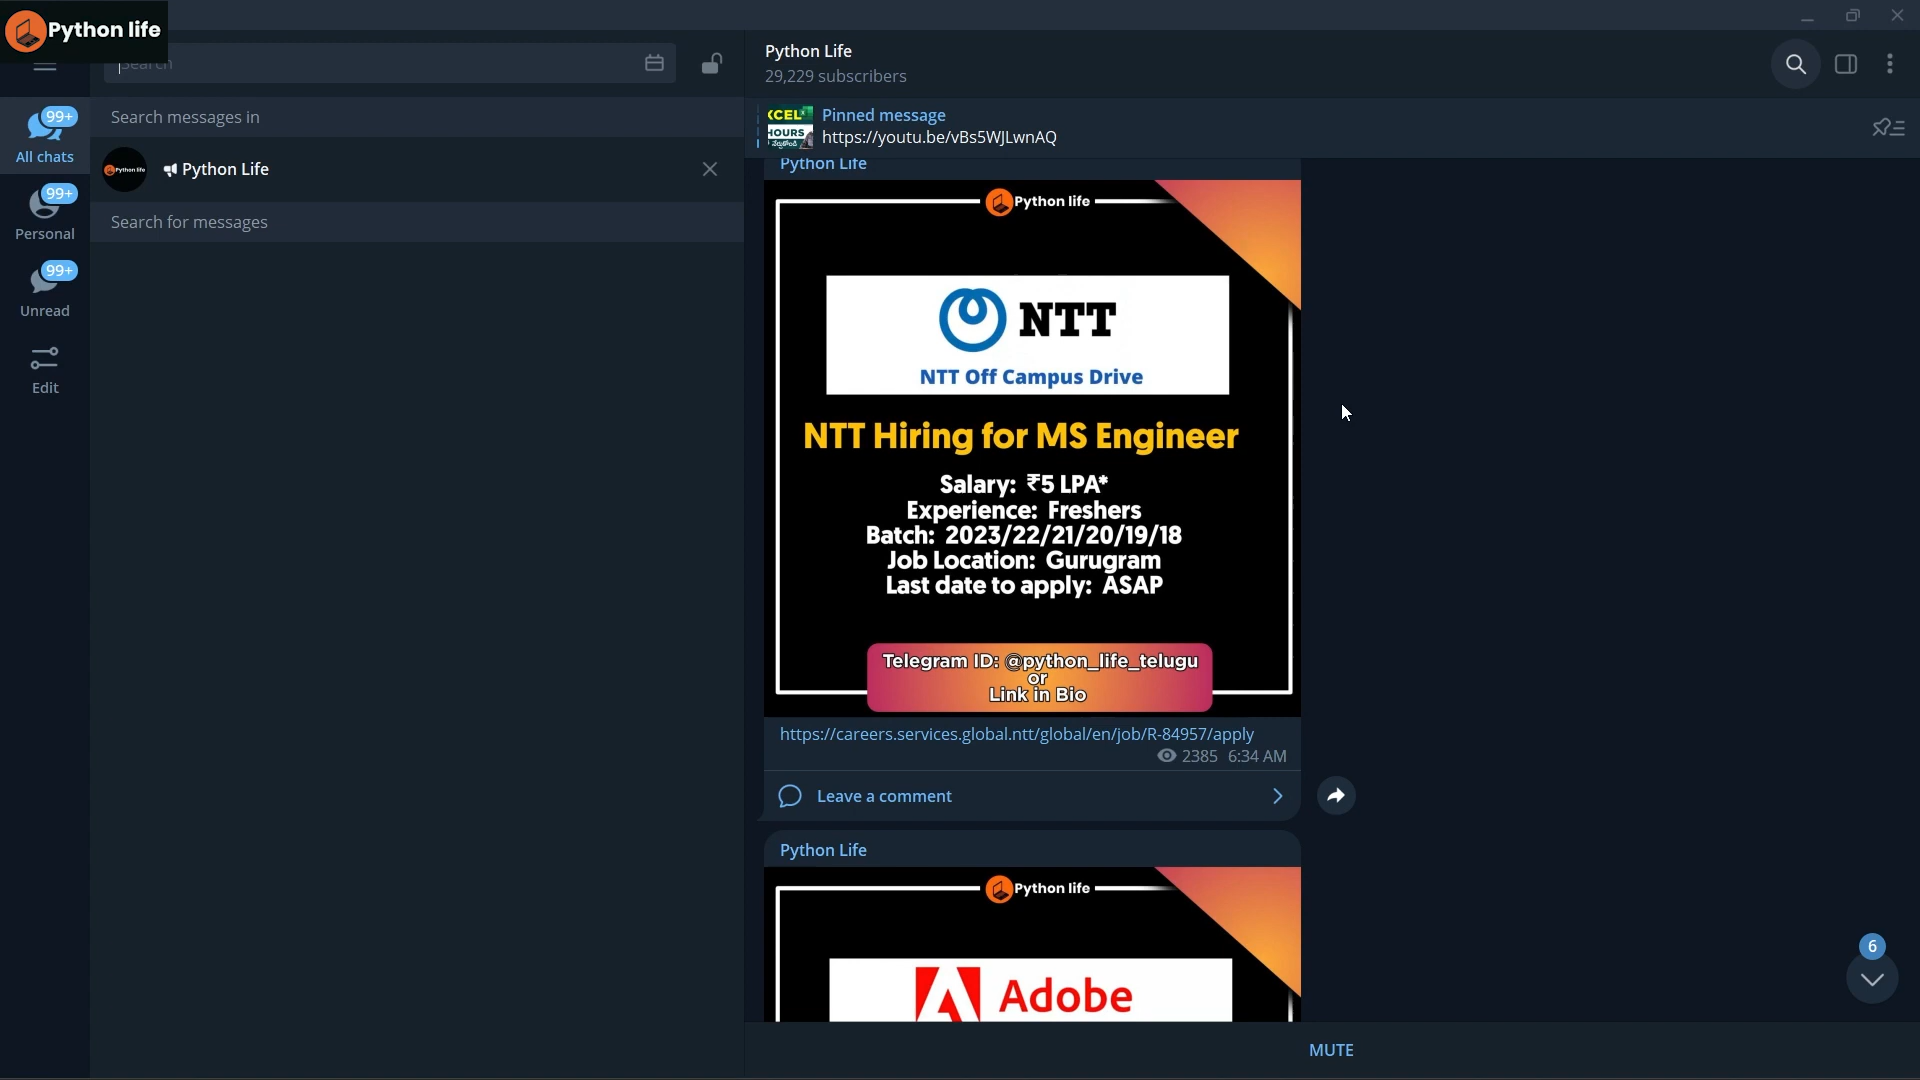 Python life
Search
Search messages in
Python Life
Search for messages
99+
All chats
99+
Personal
99+
Unread
Edit
Python Life
29,229 subscribers
XCEL
HOURS
Pinned message
https://youtu.be/vBs5WJLwnAQ
Python Life
Python life
NTT
NTT Off Campus Drive
NTT Hiring for MS Engineer
Salary: ₹5 LPA*
Experience: Freshers
Batch: 2023/22/21/20/19/18
Job Location: Gurugram
Last date to apply: ASAP
Telegram ID: @python_life_telugu
or
Link in Bio
https://careers.services.global.ntt/global/en/job/R-84957/apply
2385 6:34 AM
Leave a comment
Python Life
Python life
Adobe
6
MUTE